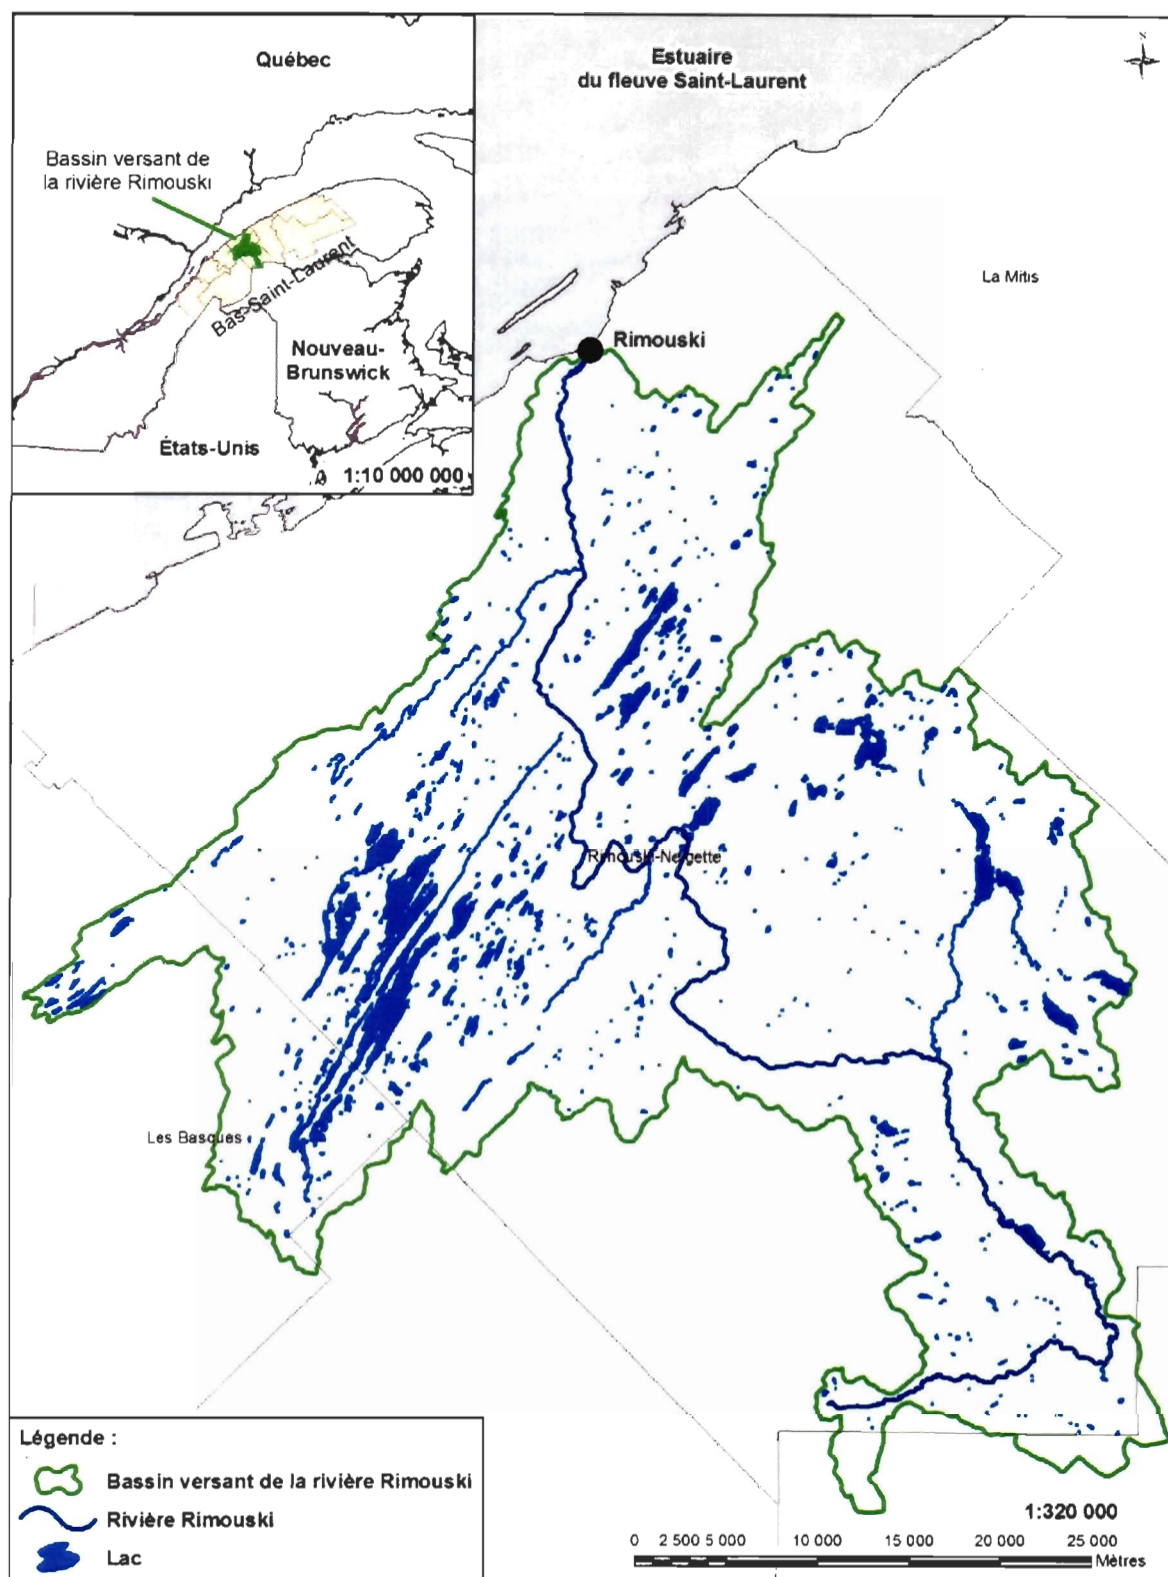 Québec
Bassin versant de
la rivière Rimouski
Bas-Saint-Laurent
Nouveau-
Brunswick
États-Unis
1:10 000 000
Estuaire
du fleuve Saint-Laurent
N
La Mitis
Rimouski
Rimouski-Neigette
Les Basques
Légende :
Bassin versant de la rivière Rimouski
Rivière Rimouski
Lac
1:320 000
0 2 500 5 000 10 000 15 000 20 000 25 000
Mètres